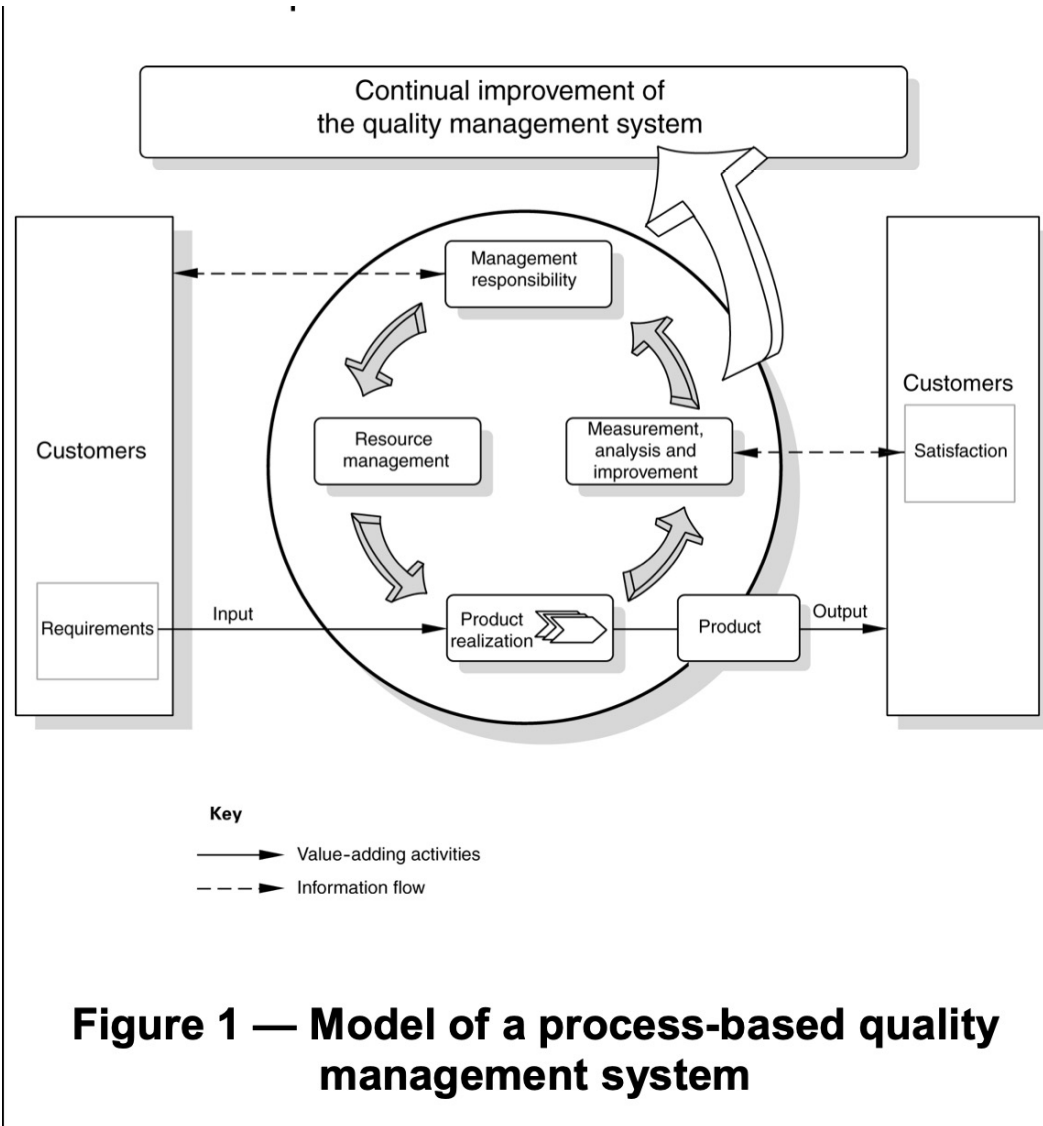 Continual improvement of
the quality management system
Management
responsibility
Customers
Resource
management
Measurement,
analysis and
improvement
Customers
Satisfaction
Requirements
Input
Product
realization
Product
Output
Key
Value-adding activities
Information flow
Figure 1 — Model of a process-based quality
management system